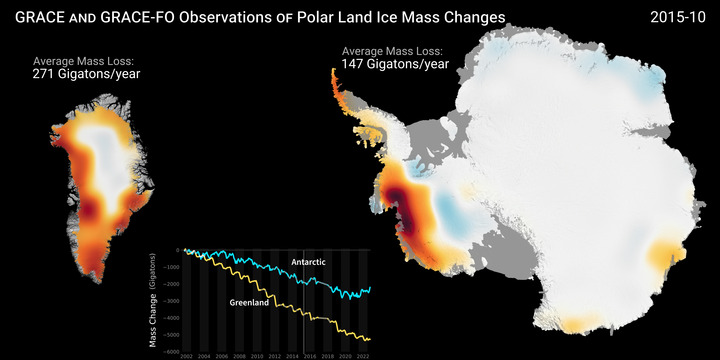 GRACE AND GRACE-FO Observations OF Polar Land Ice Mass Changes
2015-10
Average Mass Loss:
271 Gigatons/year
Average Mass Loss:
147 Gigatons/year
Mass Change (Gigatons)
0
−1000
−2000
−3000
−4000
−5000
−6000
Antarctic
Greenland
2002 2004 2006 2008 2010 2012 2014 2016 2018 2020 2022